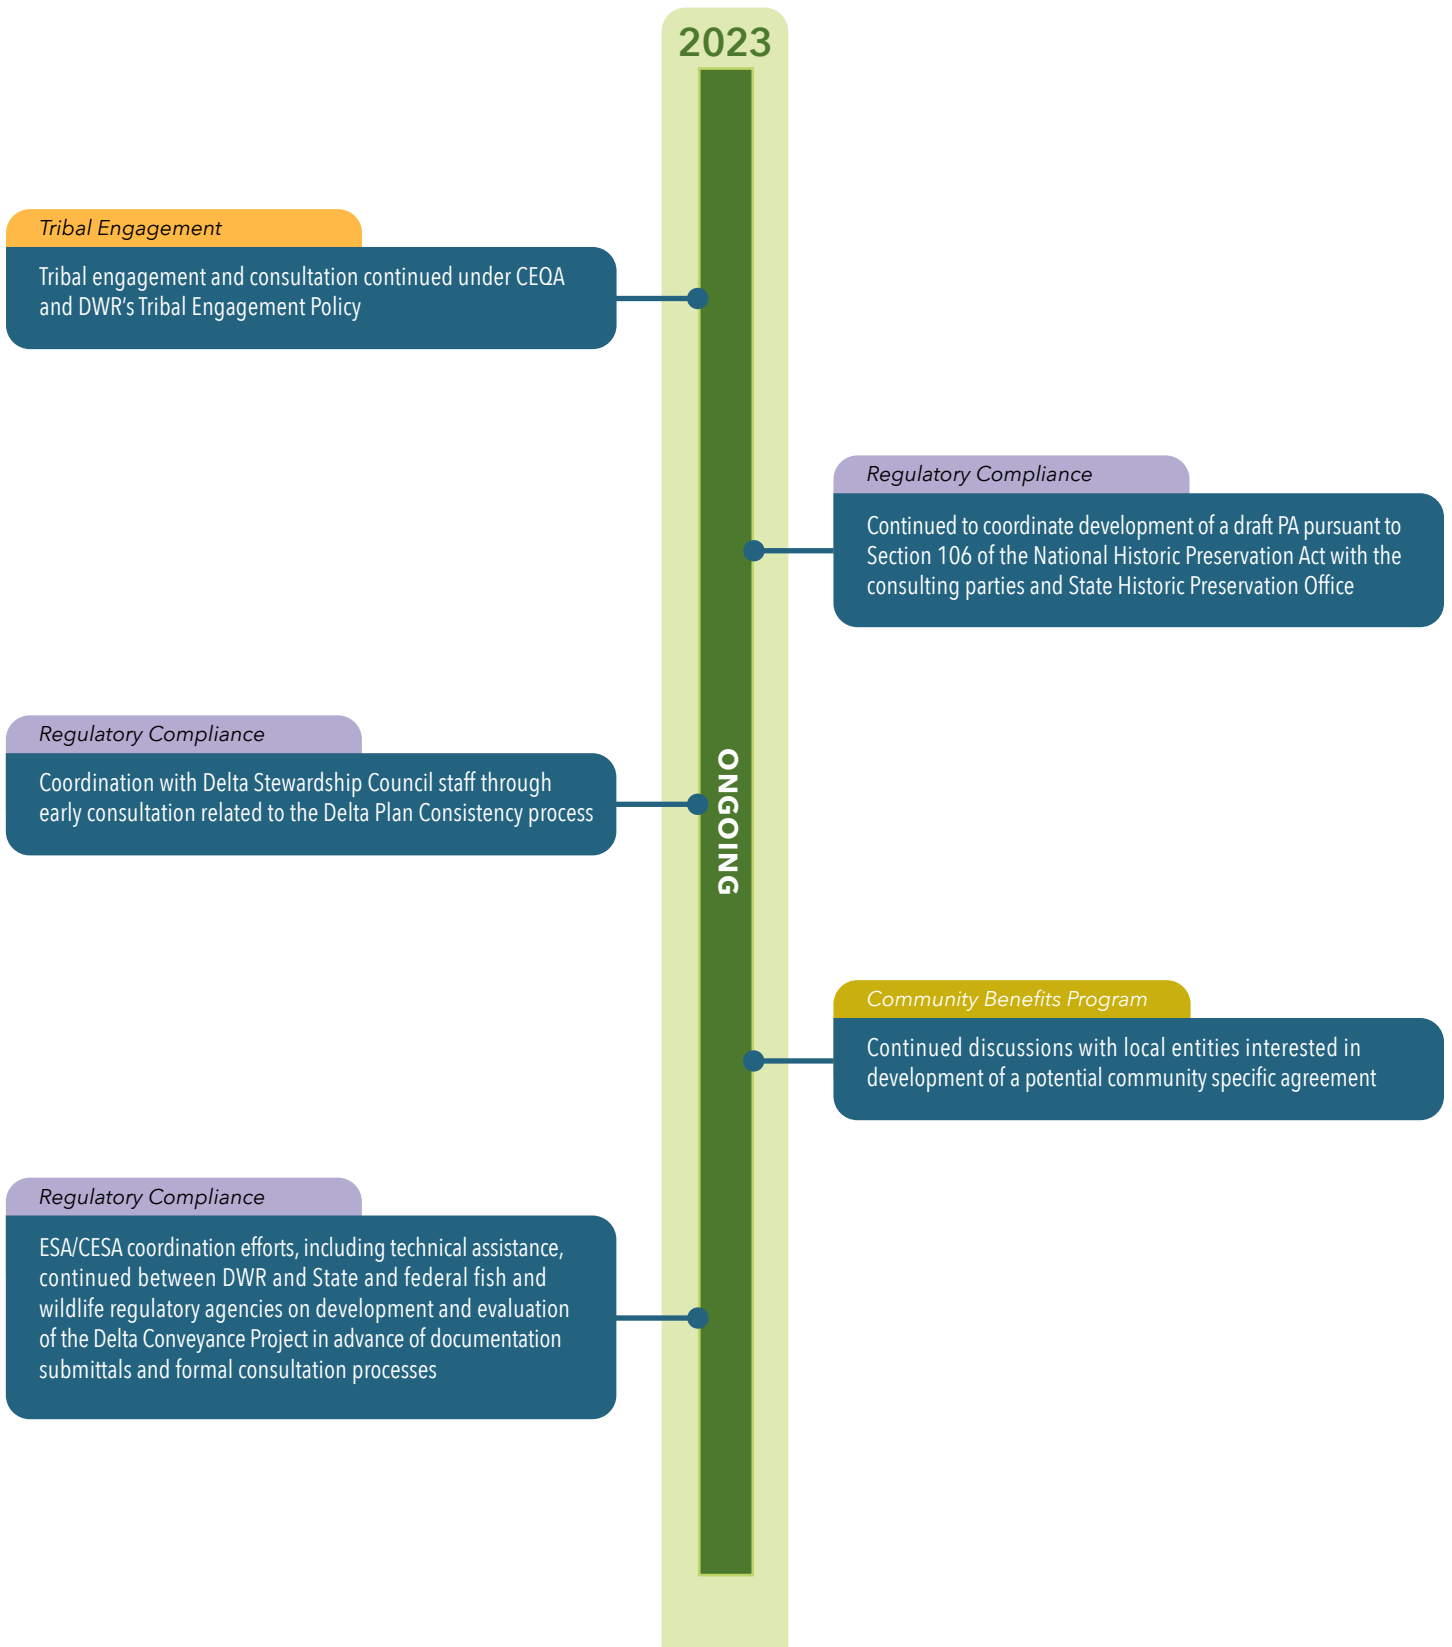 2023
Tribal Engagement
Tribal engagement and consultation continued under CEQA
and DWR’s Tribal Engagement Policy
Regulatory Compliance
Continued to coordinate development of a draft PA pursuant to
Section 106 of the National Historic Preservation Act with the
consulting parties and State Historic Preservation Office
Regulatory Compliance
Coordination with Delta Stewardship Council staff through
early consultation related to the Delta Plan Consistency process
ONGOING
Community Benefits Program
Continued discussions with local entities interested in
development of a potential community specific agreement
Regulatory Compliance
ESA/CESA coordination efforts, including technical assistance,
continued between DWR and State and federal fish and
wildlife regulatory agencies on development and evaluation
of the Delta Conveyance Project in advance of documentation
submittals and formal consultation processes